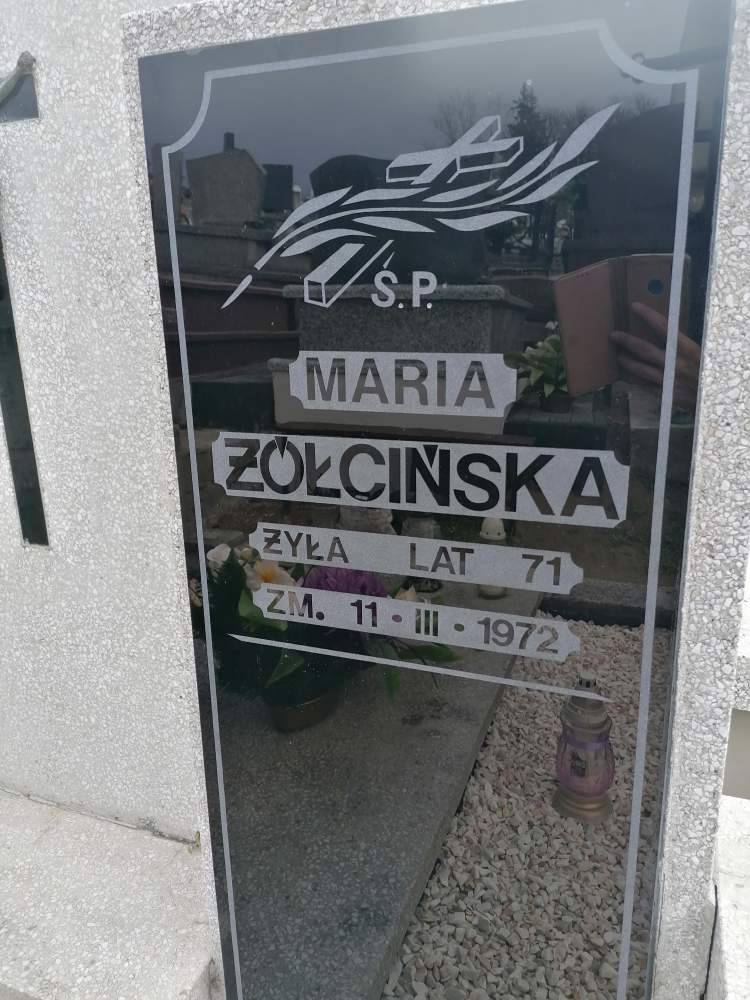 Ś.P.
MARIA
ŻÓŁCIŃSKA
ŻYŁA LAT 71
ZM. 11 • III • 1972